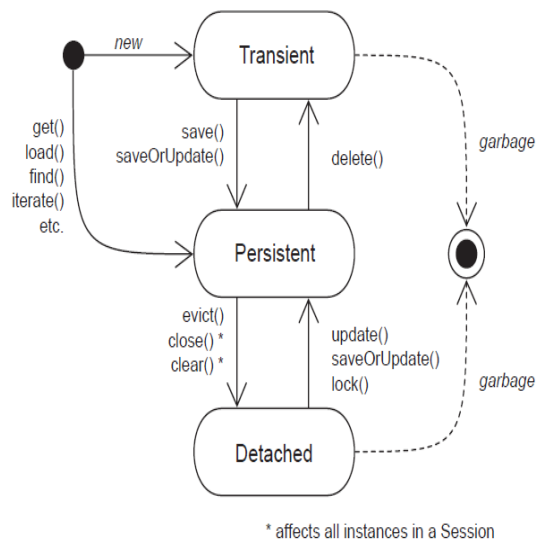 new
Transient
get()
load()
find()
iterate()
etc.
save()
saveOrUpdate()
delete()
garbage
Persistent
evict()
close() *
clear() *
update()
saveOrUpdate()
lock()
garbage
Detached
* affects all instances in a Session